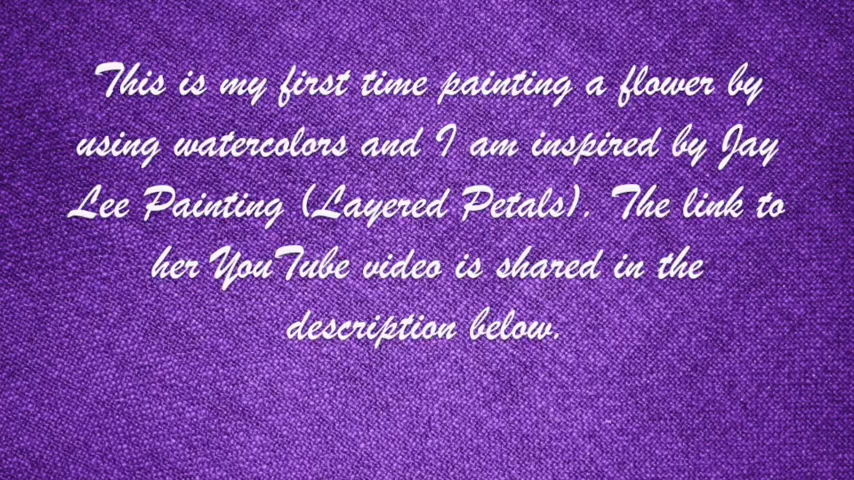 This is my first time painting a flower by
using watercolors and I am inspired by Jay
Lee Painting (Layered Petals). The link to
her YouTube video is shared in the
description below.